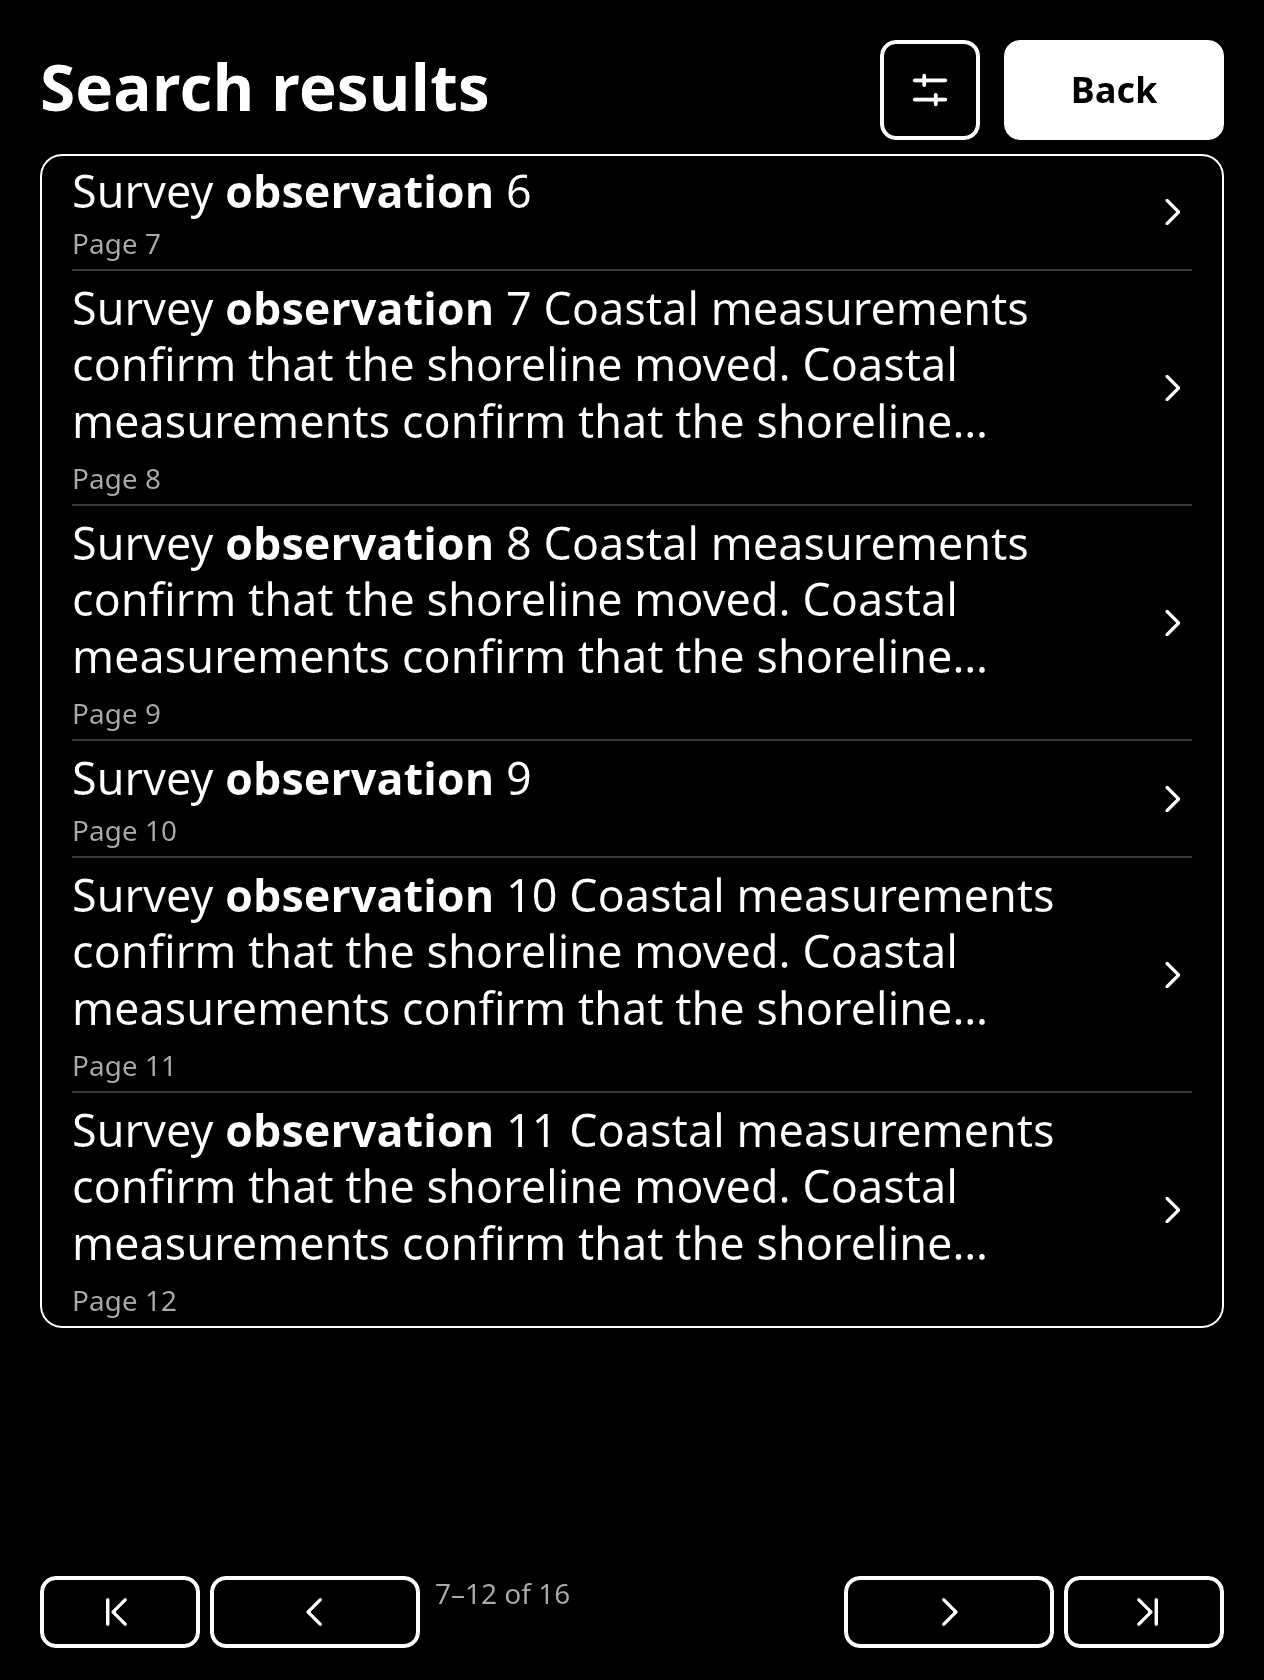 Search results
Back
Survey observation 6
Page 7
Survey observation 7 Coastal measurements
confirm that the shoreline moved. Coastal
measurements confirm that the shoreline...
Page 8
Survey observation 8 Coastal measurements
confirm that the shoreline moved. Coastal
measurements confirm that the shoreline...
Page 9
Survey observation 9
Page 10
Survey observation 10 Coastal measurements
confirm that the shoreline moved. Coastal
measurements confirm that the shoreline...
Page 11
Survey observation 11 Coastal measurements
confirm that the shoreline moved. Coastal
measurements confirm that the shoreline...
Page 12
7–12 of 16